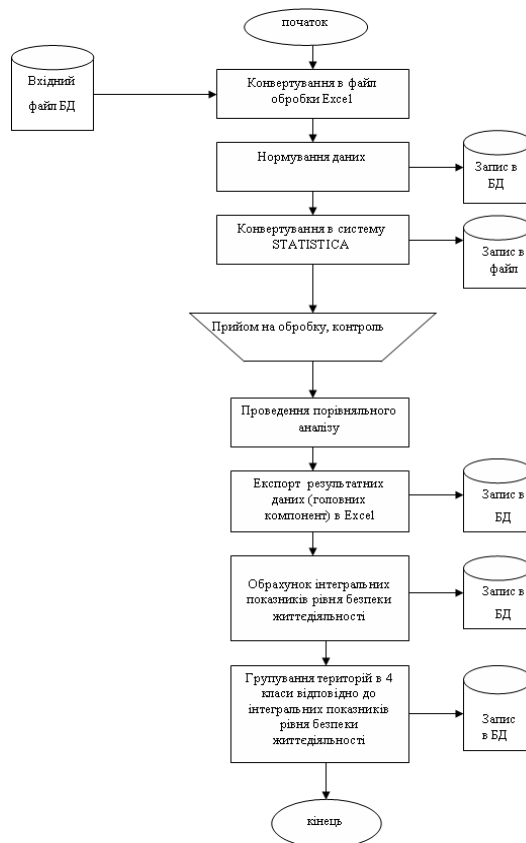 початок
Вхідний
файл БД
Конвертування в файл
обробки Excel
Нормування даних
Запис в
БД
Конвертування в систему
STATISTICA
Запис в
файл
Прийом на обробку, контроль
Проведення порівняльного
аналізу
Експорт результатних
даних (головних
компонент) в Excel
Запис в
БД
Обрахунок інтегральних
показників рівня безпеки
життєдіяльності
Запис в
БД
Групування територій в 4
класи відповідно до
інтегральних показників
рівня безпеки
життєдіяльності
Запис
в БД
кінець